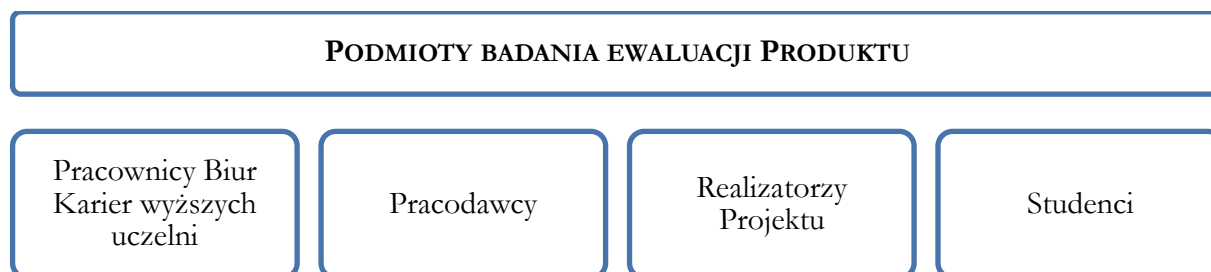 PODMIOTY BADANIA EWALUACJI PRODUKTU
Pracownicy Biur
Karier wyższych
uczelni
Pracodawcy
Realizatorzy
Projektu
Studenci